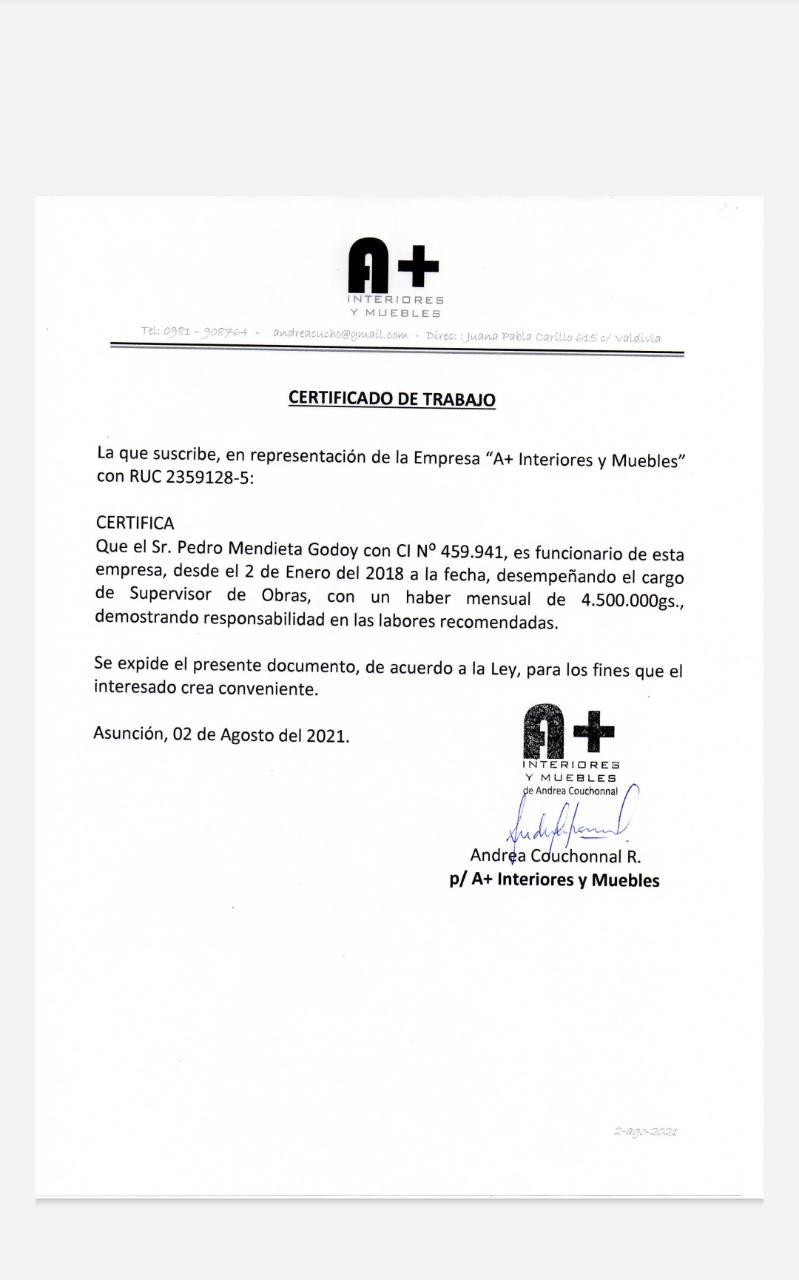 A+
INTERIORES
Y MUEBLES
Tel: 0981 - 908764 - andreacucho@gmail.com - Direc: : Juana Pabla Carillo 615 c/ Valdivia
CERTIFICADO DE TRABAJO
La que suscribe, en representación de la Empresa “A+ Interiores y Muebles”
con RUC 2359128-5:
CERTIFICA
Que el Sr. Pedro Mendieta Godoy con CI Nº 459.941, es funcionario de esta
empresa, desde el 2 de Enero del 2018 a la fecha, desempeñando el cargo
de Supervisor de Obras, con un haber mensual de 4.500.000gs.,
demostrando responsabilidad en las labores recomendadas.
Se expide el presente documento, de acuerdo a la Ley, para los fines que el
interesado crea conveniente.
Asunción, 02 de Agosto del 2021.
A+
INTERIORES
Y MUEBLES
de Andrea Couchonnal
Andrea Couchonnal R.
p/ A+ Interiores y Muebles
2-ago-2021